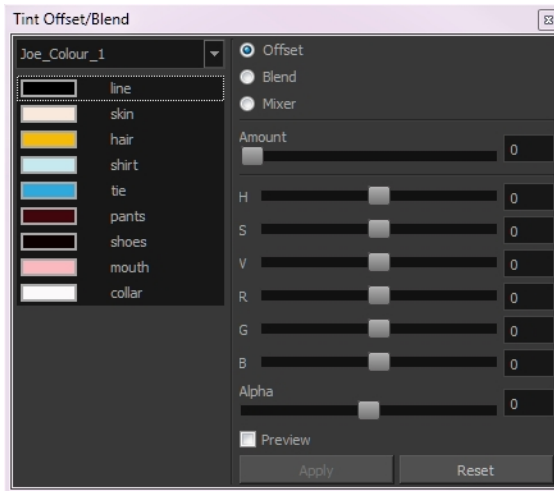 Tint Offset/Blend
Joe_Colour_1
line
skin
hair
shirt
tie
pants
shoes
mouth
collar
Offset
Blend
Mixer
Amount
0
H 0
S 0
V 0
R 0
G 0
B 0
Alpha
0
Preview
Apply Reset